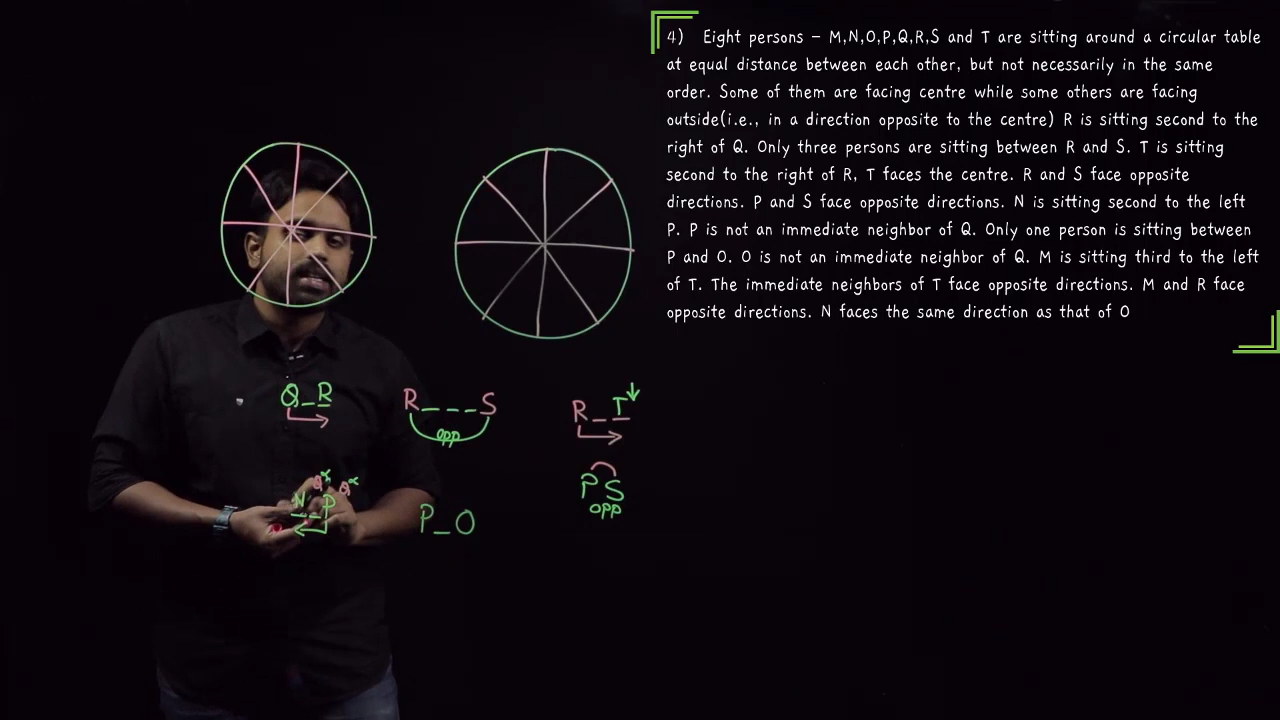 4) Eight persons – M,N,O,P,Q,R,S and T are sitting around a circular table
at equal distance between each other, but not necessarily in the same
order. Some of them are facing centre while some others are facing
outside(i.e., in a direction opposite to the centre) R is sitting second to the
right of Q. Only three persons are sitting between R and S. T is sitting
second to the right of R, T faces the centre. R and S face opposite
directions. P and S face opposite directions. N is sitting second to the left
P. P is not an immediate neighbor of Q. Only one person is sitting between
P and O. O is not an immediate neighbor of Q. M is sitting third to the left
of T. The immediate neighbors of T face opposite directions. M and R face
opposite directions. N faces the same direction as that of O
Q _ R
R _ _ _ S
opp
R _ T
P S
opp
N _ P
P _ O